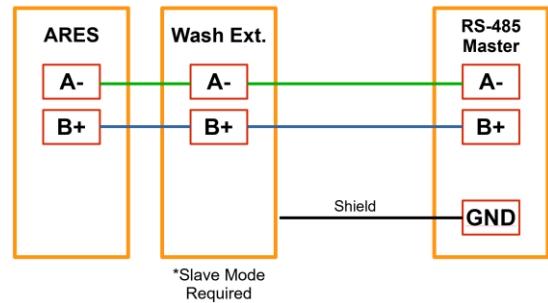 ARES
Wash Ext.
RS-485
Master
A-
A-
A-
B+
B+
B+
Shield
GND
*Slave Mode
Required